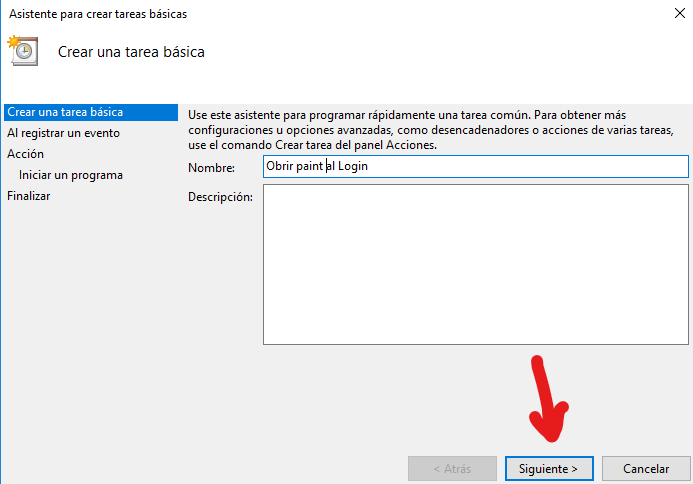 Asistente para crear tareas básicas
Crear una tarea básica
Crear una tarea básica
Al registrar un evento
Acción
Iniciar un programa
Finalizar
Use este asistente para programar rápidamente una tarea común. Para obtener más
configuraciones u opciones avanzadas, como desencadenadores o acciones de varias tareas,
use el comando Crear tarea del panel Acciones.
Nombre: Obrir paint al Login
Descripción:
< Atrás Siguiente > Cancelar